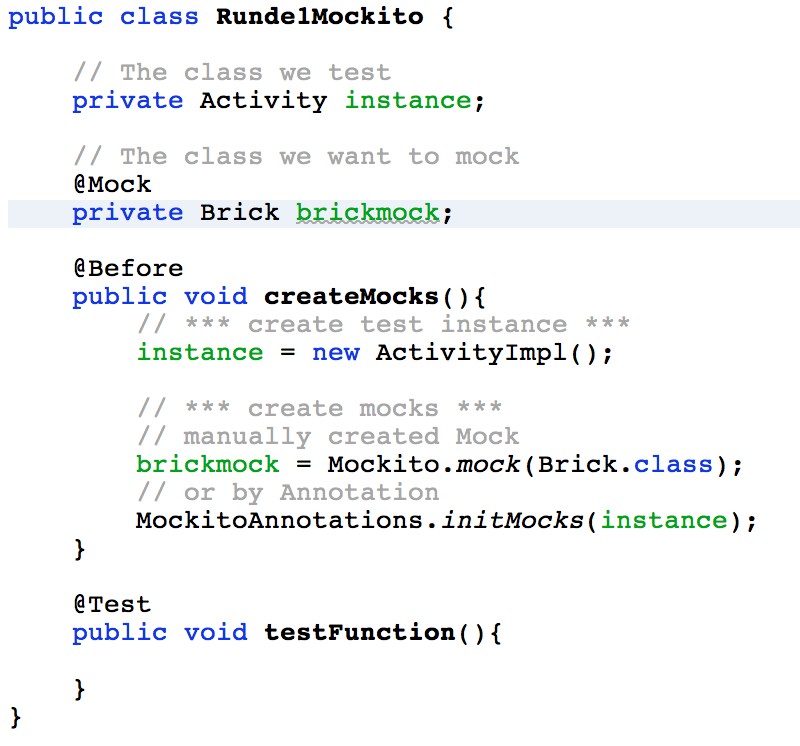 public class Runde1Mockito {
// The class we test
private Activity instance;
// The class we want to mock
@Mock
private Brick brickmock;
@Before
public void createMocks(){
// *** create test instance ***
instance = new ActivityImpl();
// *** create mocks ***
// manually created Mock
brickmock = Mockito.mock(Brick.class);
// or by Annotation
MockitoAnnotations.initMocks(instance);
}
@Test
public void testFunction(){
}
}